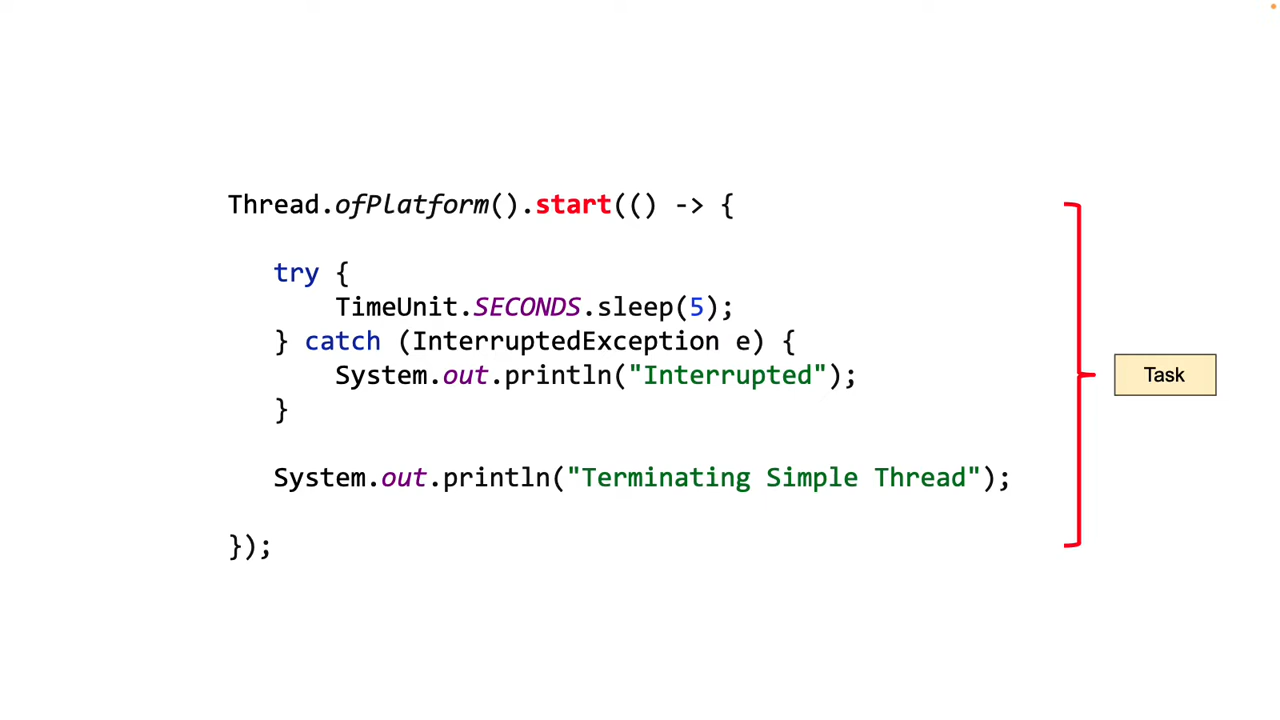 Thread.ofPlatform().start(() -> {
try {
TimeUnit.SECONDS.sleep(5);
} catch (InterruptedException e) {
System.out.println("Interrupted");
}
System.out.println("Terminating Simple Thread");
});
Task